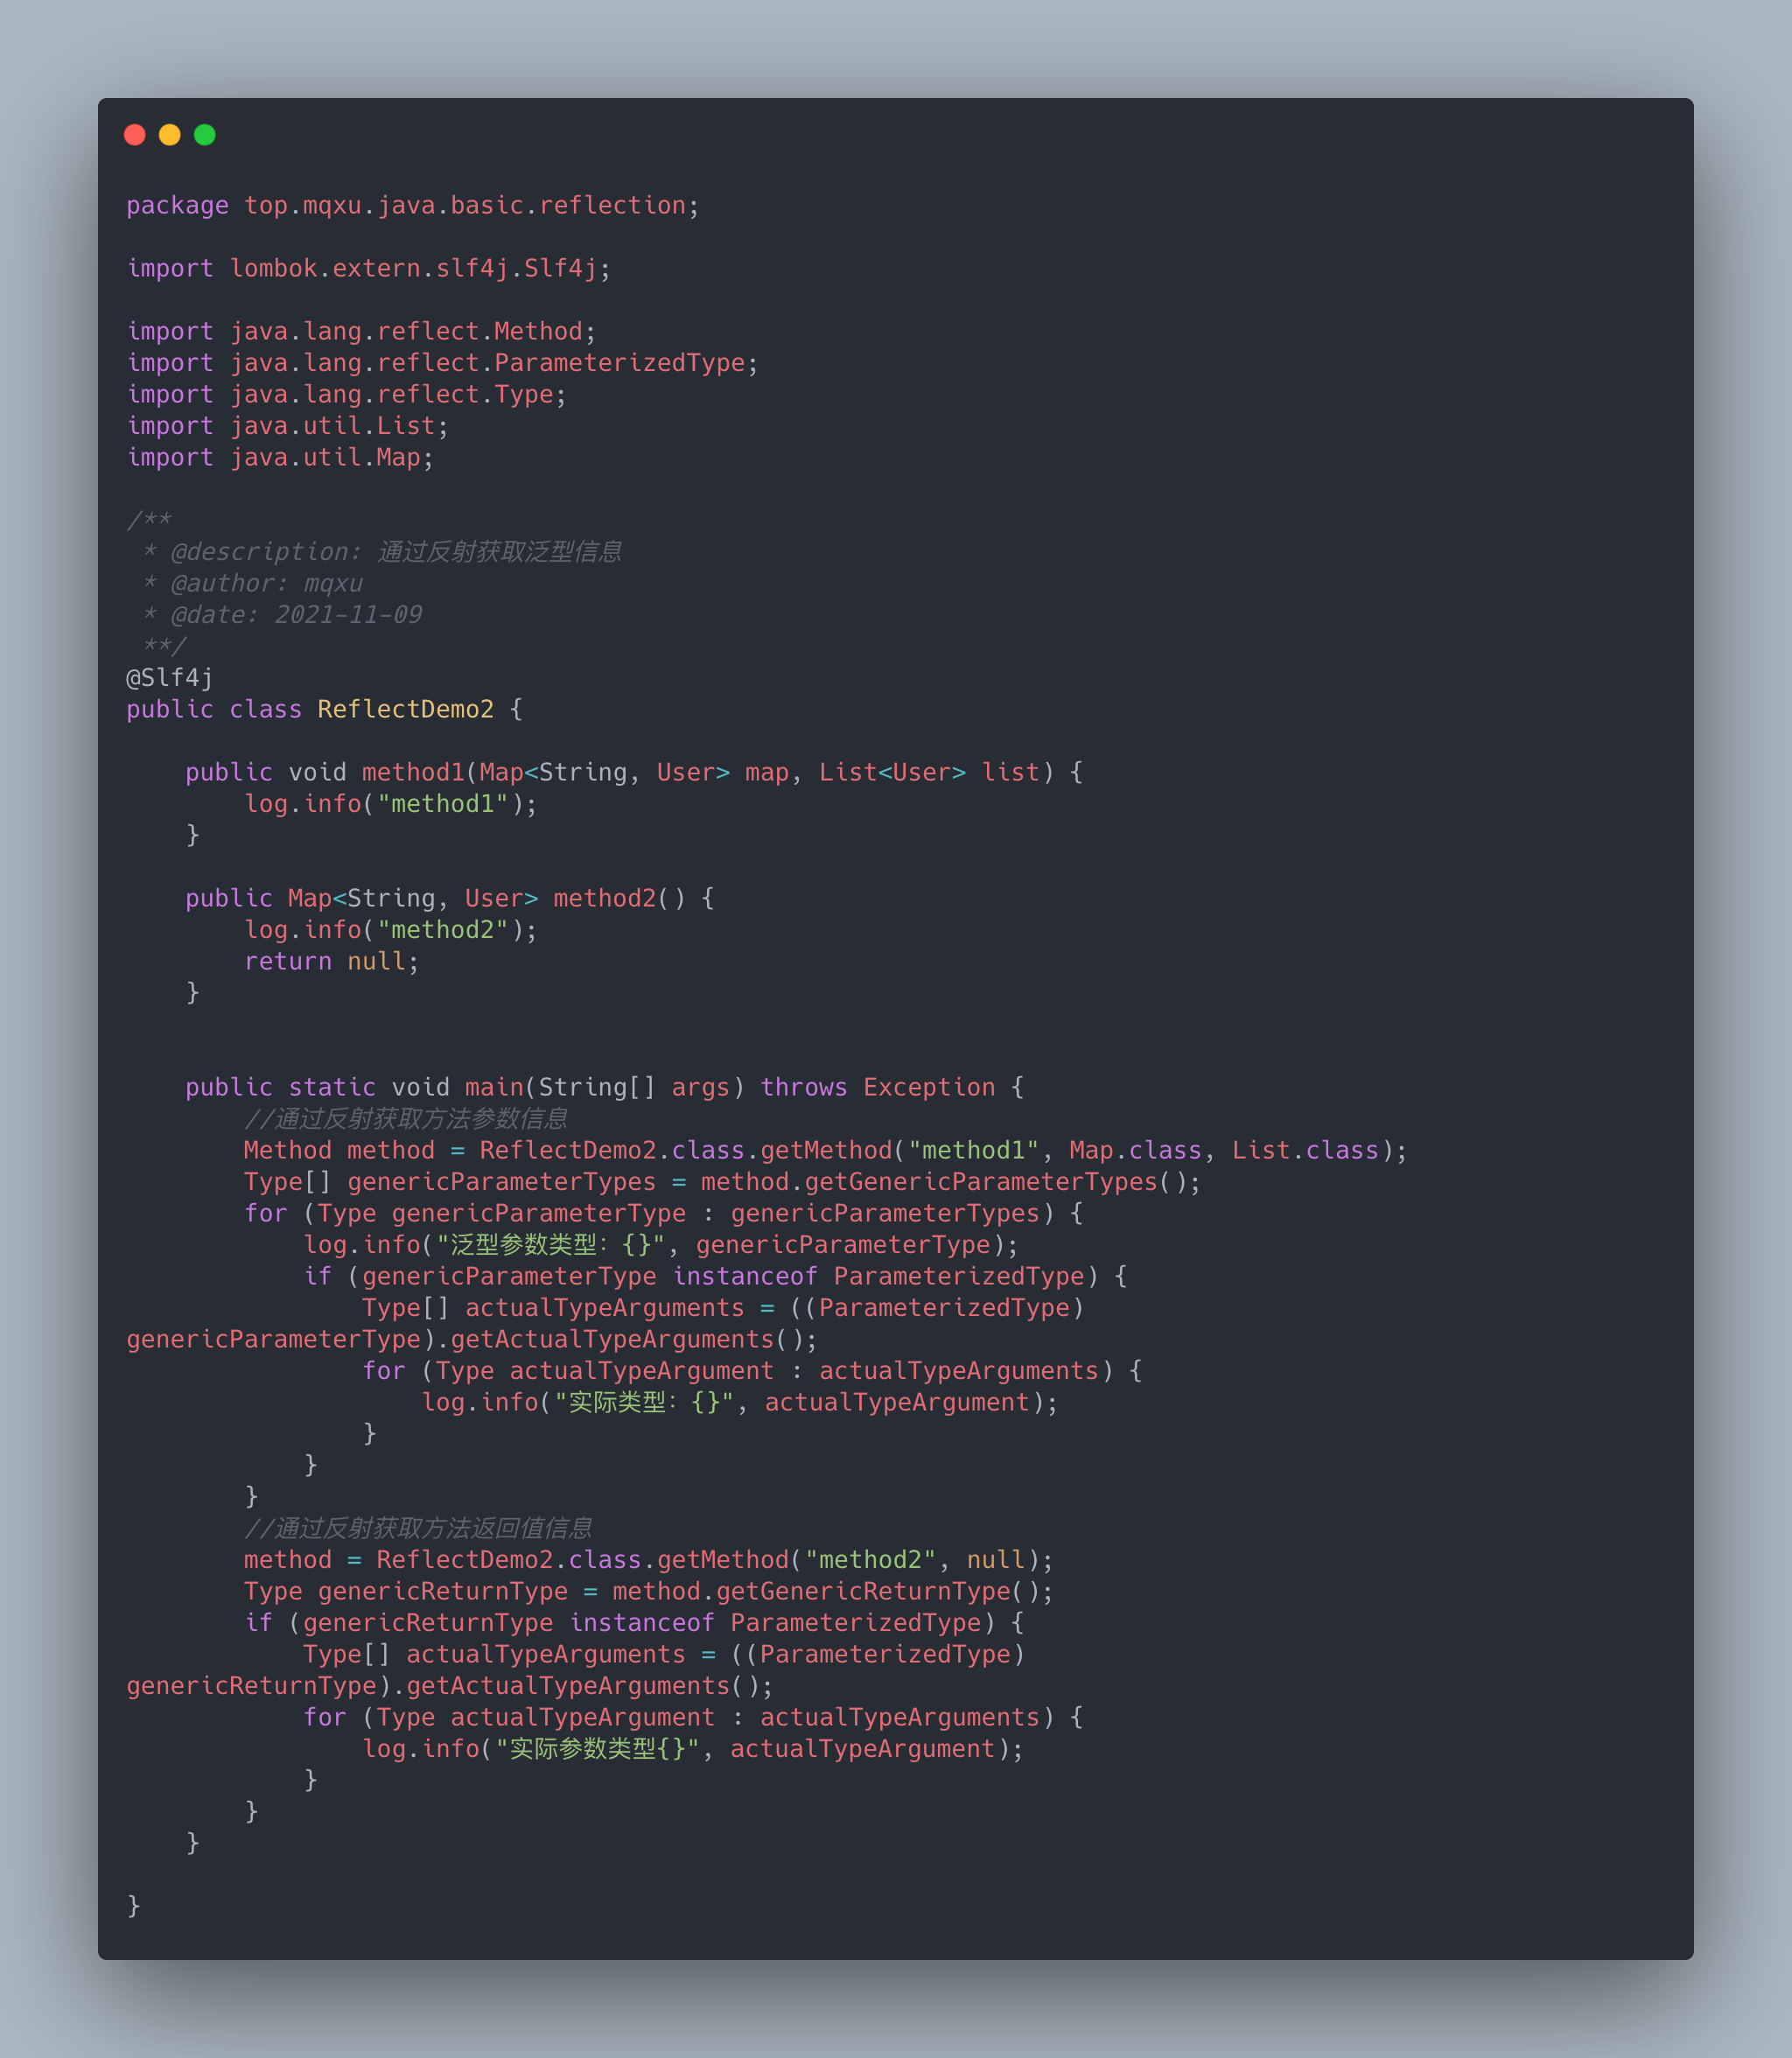 package top.mqxu.java.basic.reflection;

import lombok.extern.slf4j.Slf4j;

import java.lang.reflect.Method;
import java.lang.reflect.ParameterizedType;
import java.lang.reflect.Type;
import java.util.List;
import java.util.Map;

/**
 * @description: 通过反射获取泛型信息
 * @author: mqxu
 * @date: 2021-11-09
 **/
@Slf4j
public class ReflectDemo2 {

    public void method1(Map<String, User> map, List<User> list) {
        log.info("method1");
    }

    public Map<String, User> method2() {
        log.info("method2");
        return null;
    }


    public static void main(String[] args) throws Exception {
        //通过反射获取方法参数信息
        Method method = ReflectDemo2.class.getMethod("method1", Map.class, List.class);
        Type[] genericParameterTypes = method.getGenericParameterTypes();
        for (Type genericParameterType : genericParameterTypes) {
            log.info("泛型参数类型：{}", genericParameterType);
            if (genericParameterType instanceof ParameterizedType) {
                Type[] actualTypeArguments = ((ParameterizedType)
genericParameterType).getActualTypeArguments();
                for (Type actualTypeArgument : actualTypeArguments) {
                    log.info("实际类型：{}", actualTypeArgument);
                }
            }
        }
        //通过反射获取方法返回值信息
        method = ReflectDemo2.class.getMethod("method2", null);
        Type genericReturnType = method.getGenericReturnType();
        if (genericReturnType instanceof ParameterizedType) {
            Type[] actualTypeArguments = ((ParameterizedType)
genericReturnType).getActualTypeArguments();
            for (Type actualTypeArgument : actualTypeArguments) {
                log.info("实际参数类型{}", actualTypeArgument);
            }
        }
    }

}